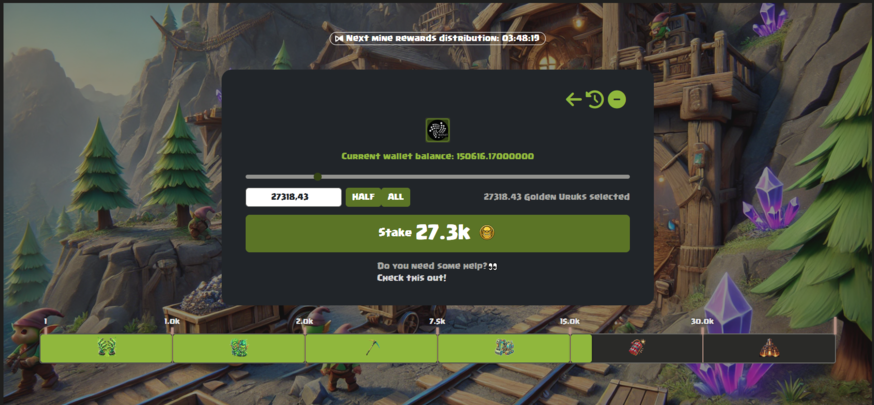 Next mine rewards distribution: 03:48:19
Current wallet balance: 150616.17000000
27318,43 HALF ALL 27318.43 Golden Uruks selected
Stake 27.3k
Do you need some help?
Check this out!
1 1.0k 2.0k 7.5k 15.0k 30.0k